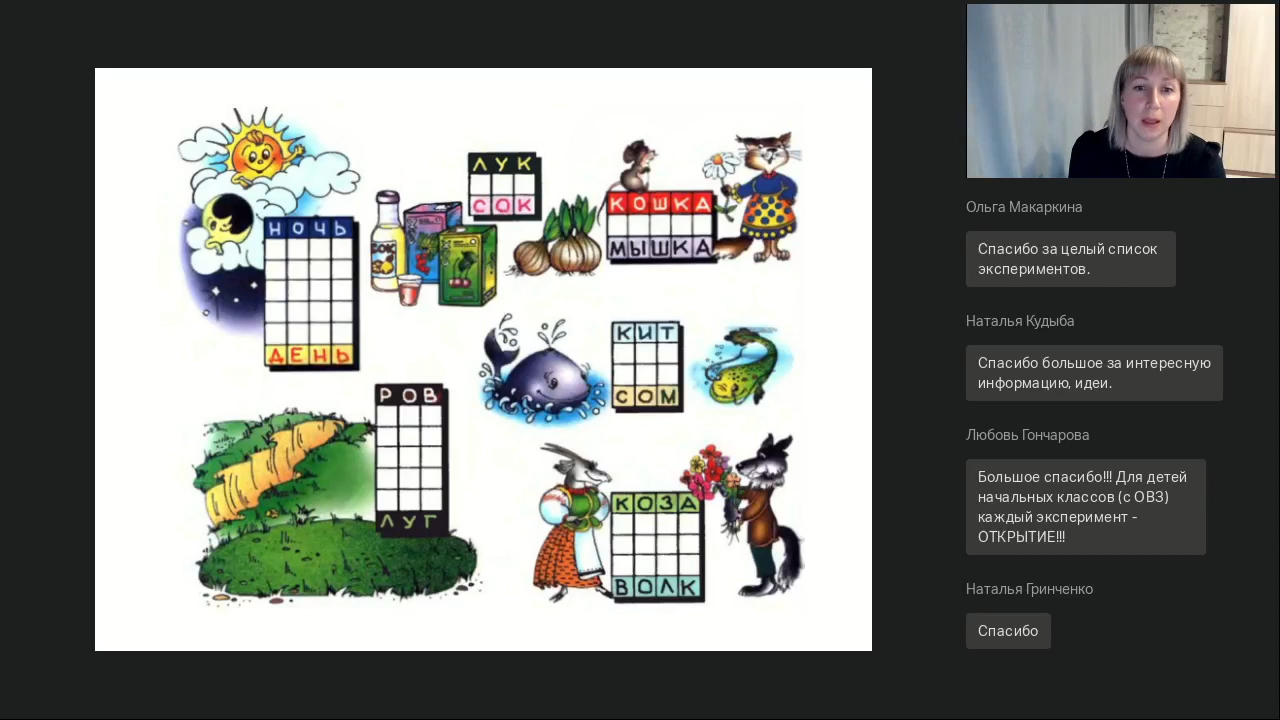 ЛУК
СОК
КОШКА
МЫШКА
НОЧЬ
ДЕНЬ
СОК
КИТ
СОМ
РОВ
ЛУГ
КОЗА
ВОЛК
Ольга Макаркина
Спасибо за целый список
экспериментов.
Наталья Кудыба
Спасибо большое за интересную
информацию, идеи.
Любовь Гончарова
Большое спасибо!!! Для детей
начальных классов (с ОВЗ)
каждый эксперимент -
ОТКРЫТИЕ!!!
Наталья Гринченко
Спасибо